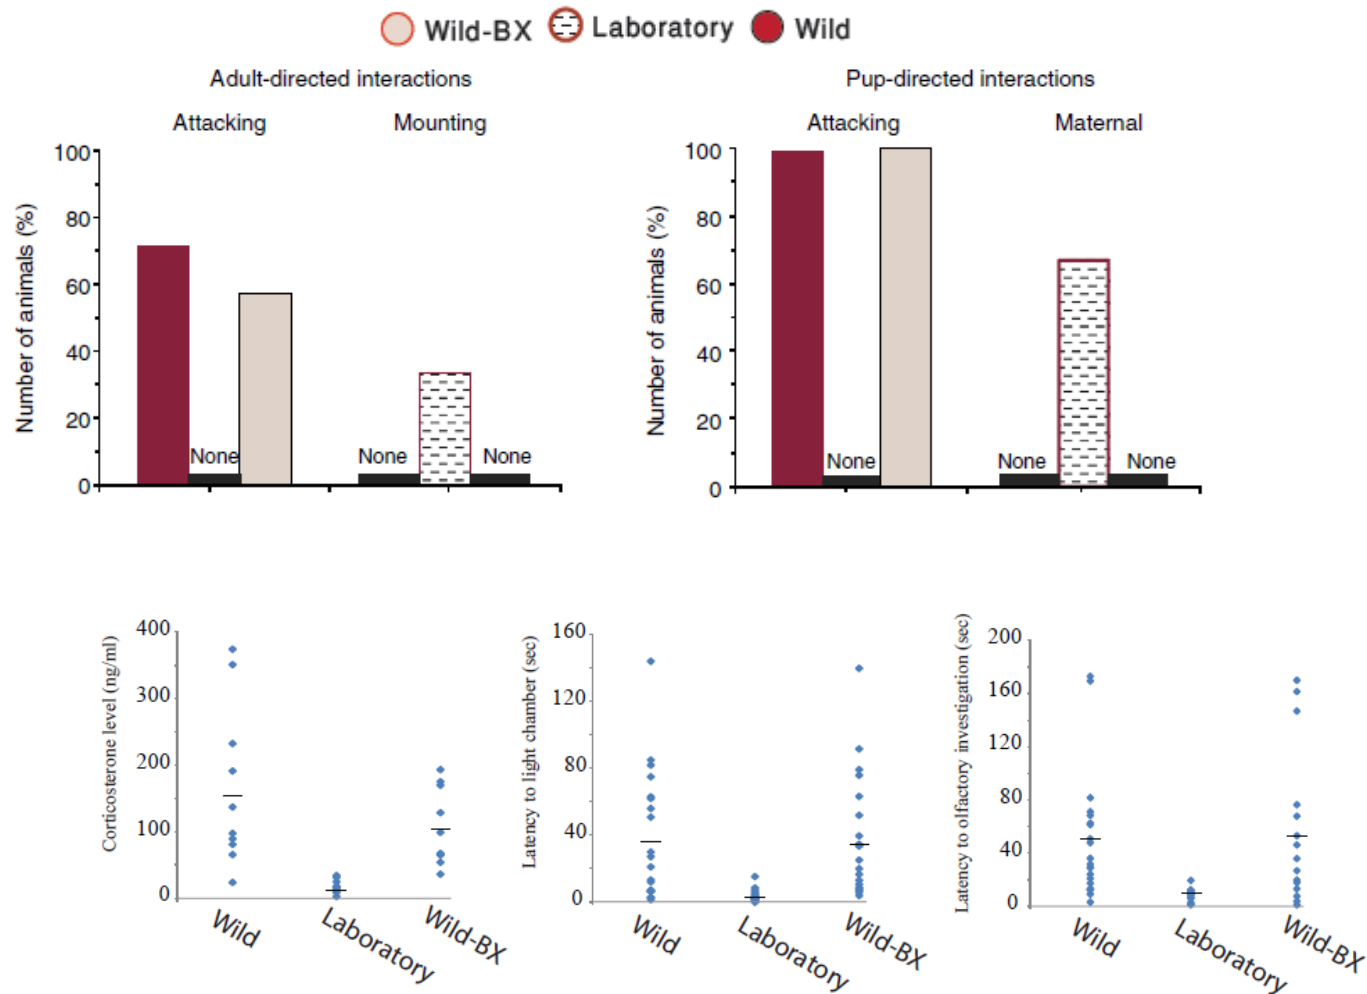 Wild-BX Laboratory Wild
Adult-directed interactions
Attacking Mounting
Number of animals (%)
100
80
60
40
20
0
None None None
Pup-directed interactions
Attacking Maternal
Number of animals (%)
100
80
60
40
20
0
None None None
Corticosterone level (ng/ml)
400
300
200
100
0
Wild Laboratory Wild-BX
Latency to light chamber (sec)
160
120
80
40
0
Wild Laboratory Wild-BX
Latency to olfactory investigation (sec)
200
160
120
80
40
0
Wild Laboratory Wild-BX